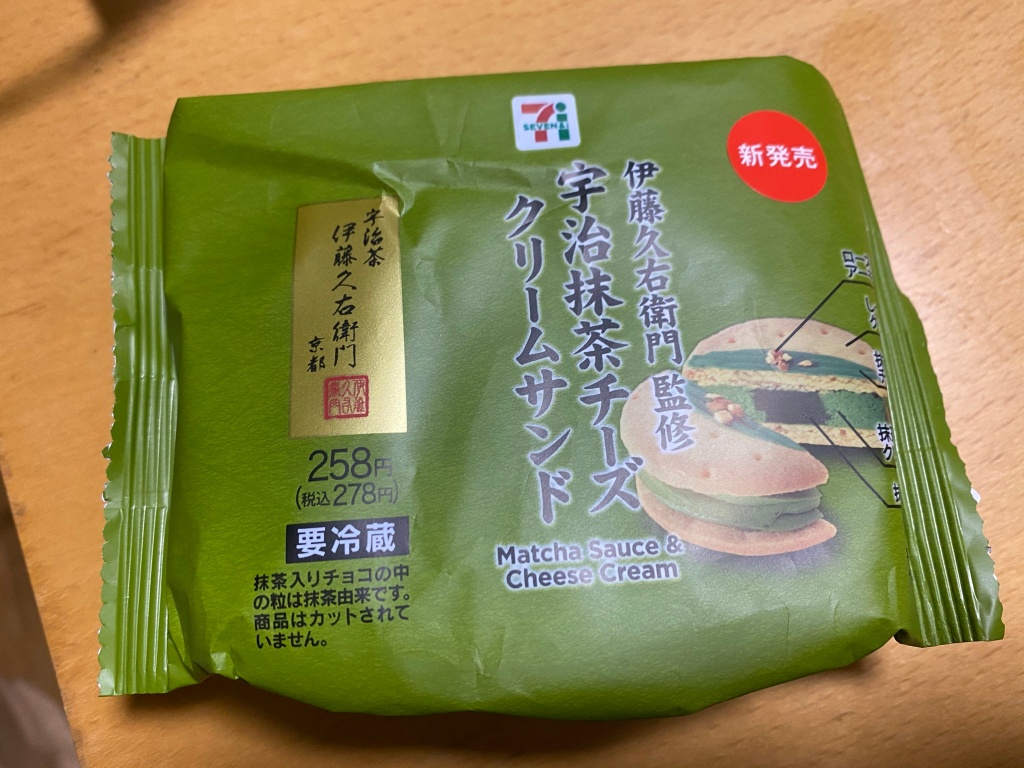 SEVEN&i
新発売
伊藤久右衛門 監修
宇治抹茶チーズ
クリームサンド
Matcha Sauce &
Cheese Cream
宇治茶
伊藤久右衛門
京都
258円
(税込278円)
要冷蔵
抹茶入りチョコの中
の粒は抹茶由来です。
商品はカットされて
いません。